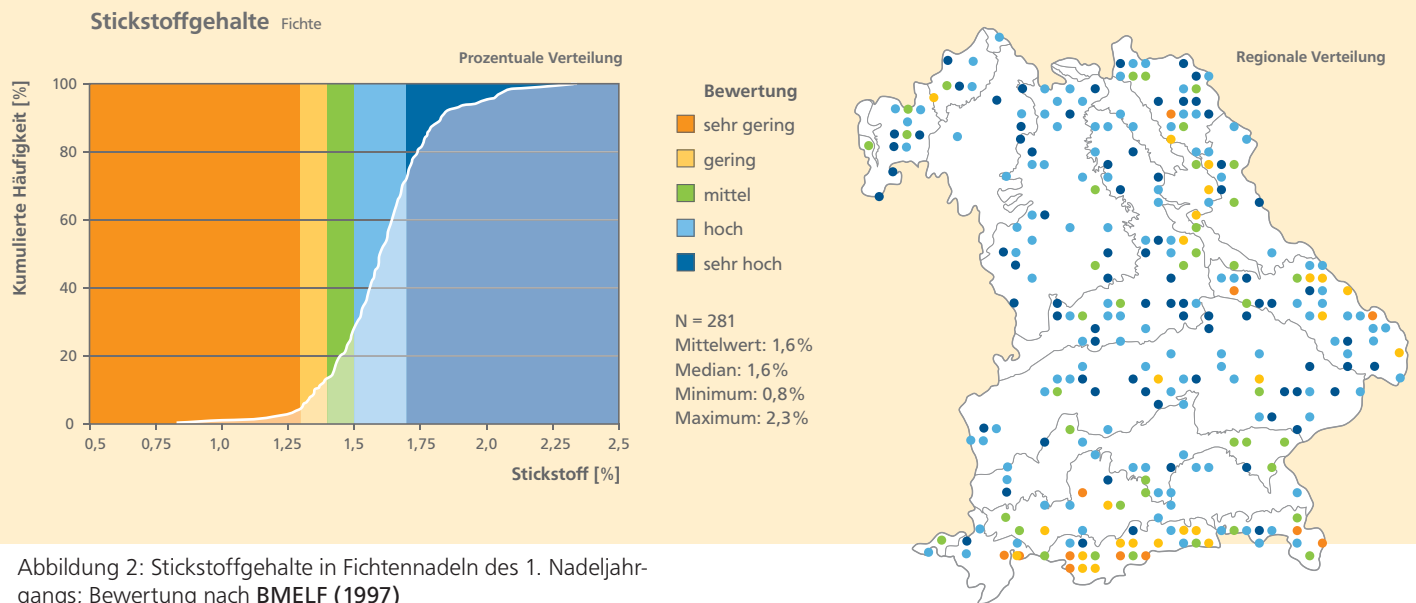 Stickstoffgehalte Fichte
Prozentuale Verteilung
Kumulierte Häufigkeit [%]
100
80
60
40
20
0
0,5 0,75 1,0 1,25 1,5 1,75 2,0 2,25 2,5
Stickstoff [%]
Bewertung
sehr gering
gering
mittel
hoch
sehr hoch
N = 281
Mittelwert: 1,6%
Median: 1,6%
Minimum: 0,8%
Maximum: 2,3%
Regionale Verteilung
Abbildung 2: Stickstoffgehalte in Fichtennadeln des 1. Nadeljahr-
gangs; Bewertung nach BMELF (1997)